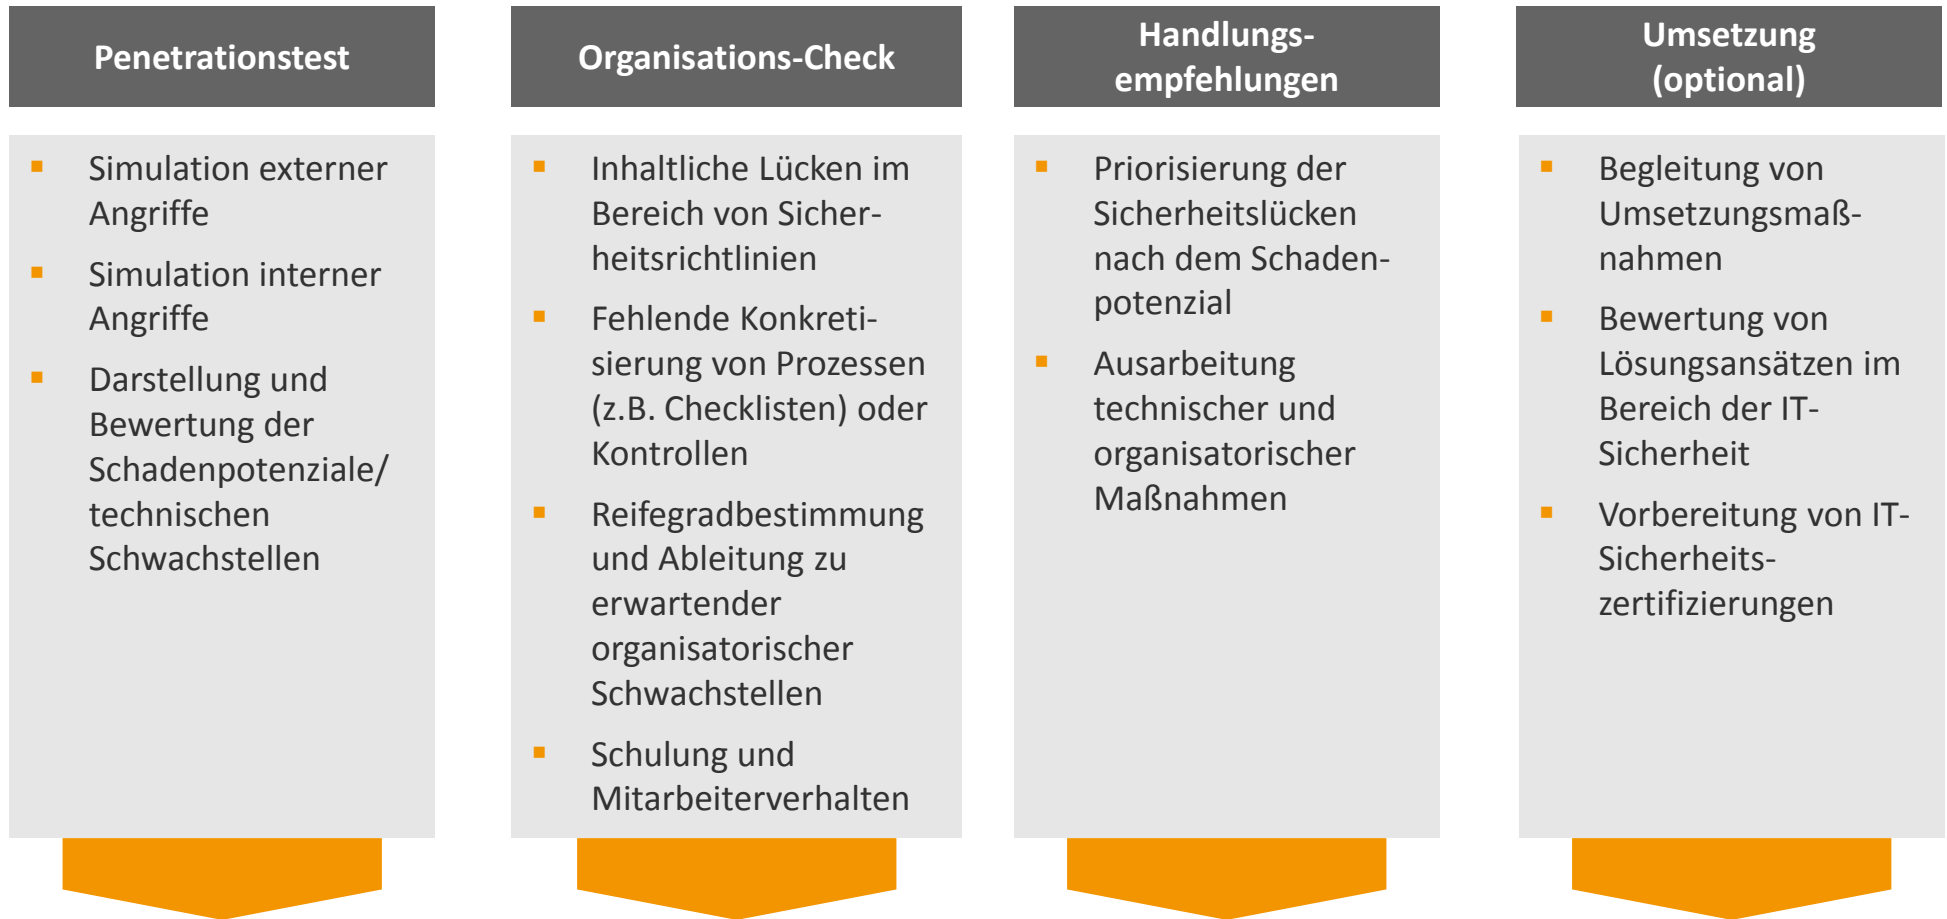 Penetrationstest
Simulation externer
Angriffe
Simulation interner
Angriffe
Darstellung und
Bewertung der
Schadenpotenziale/
technischen
Schwachstellen
Organisations-Check
Inhaltliche Lücken im
Bereich von Sicher-
heitsrichtlinien
Fehlende Konkreti-
sierung von Prozessen
(z.B. Checklisten) oder
Kontrollen
Reifegradbestimmung
und Ableitung zu
erwartender
organisatorischer
Schwachstellen
Schulung und
Mitarbeiterverhalten
Handlungs-
empfehlungen
Priorisierung der
Sicherheitslücken
nach dem Schaden-
potenzial
Ausarbeitung
technischer und
organisatorischer
Maßnahmen
Umsetzung
(optional)
Begleitung von
Umsetzungsmaß-
nahmen
Bewertung von
Lösungsansätzen im
Bereich der IT-
Sicherheit
Vorbereitung von IT-
Sicherheits-
zertifizierungen